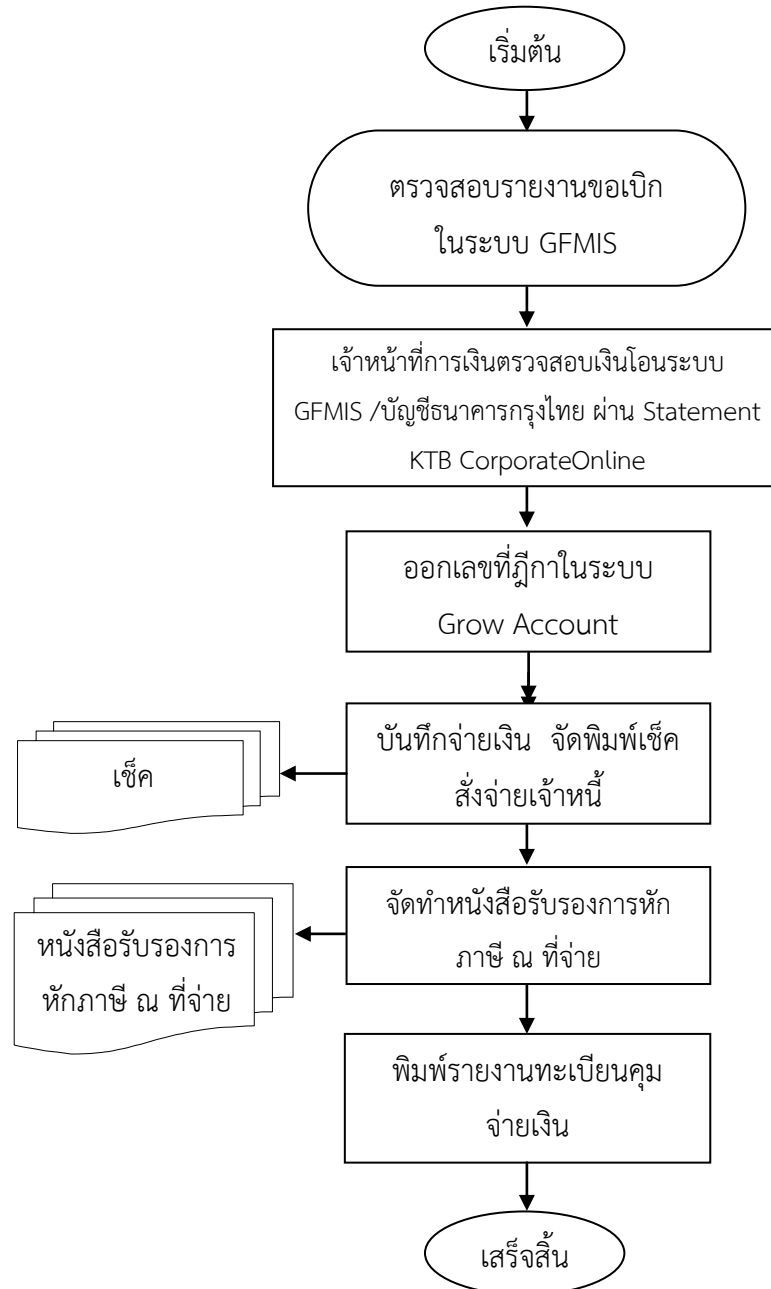 เริ่มต้น
ตรวจสอบรายงานขอเบิก
ในระบบ GFMIS
เจ้าหน้าที่การเงินตรวจสอบเงินโอนระบบ
GFMIS /บัญชีธนาคารกรุงไทย ผ่าน Statement
KTB CorporateOnline
ออกเลขที่ฎีกาในระบบ
Grow Account
บันทึกจ่ายเงิน จัดพิมพ์เช็ค
สั่งจ่ายเจ้าหนี้
เช็ค
จัดทำหนังสือรับรองการหัก
ภาษี ณ ที่จ่าย
หนังสือรับรองการ
หักภาษี ณ ที่จ่าย
พิมพ์รายงานทะเบียนคุม
จ่ายเงิน
เสร็จสิ้น